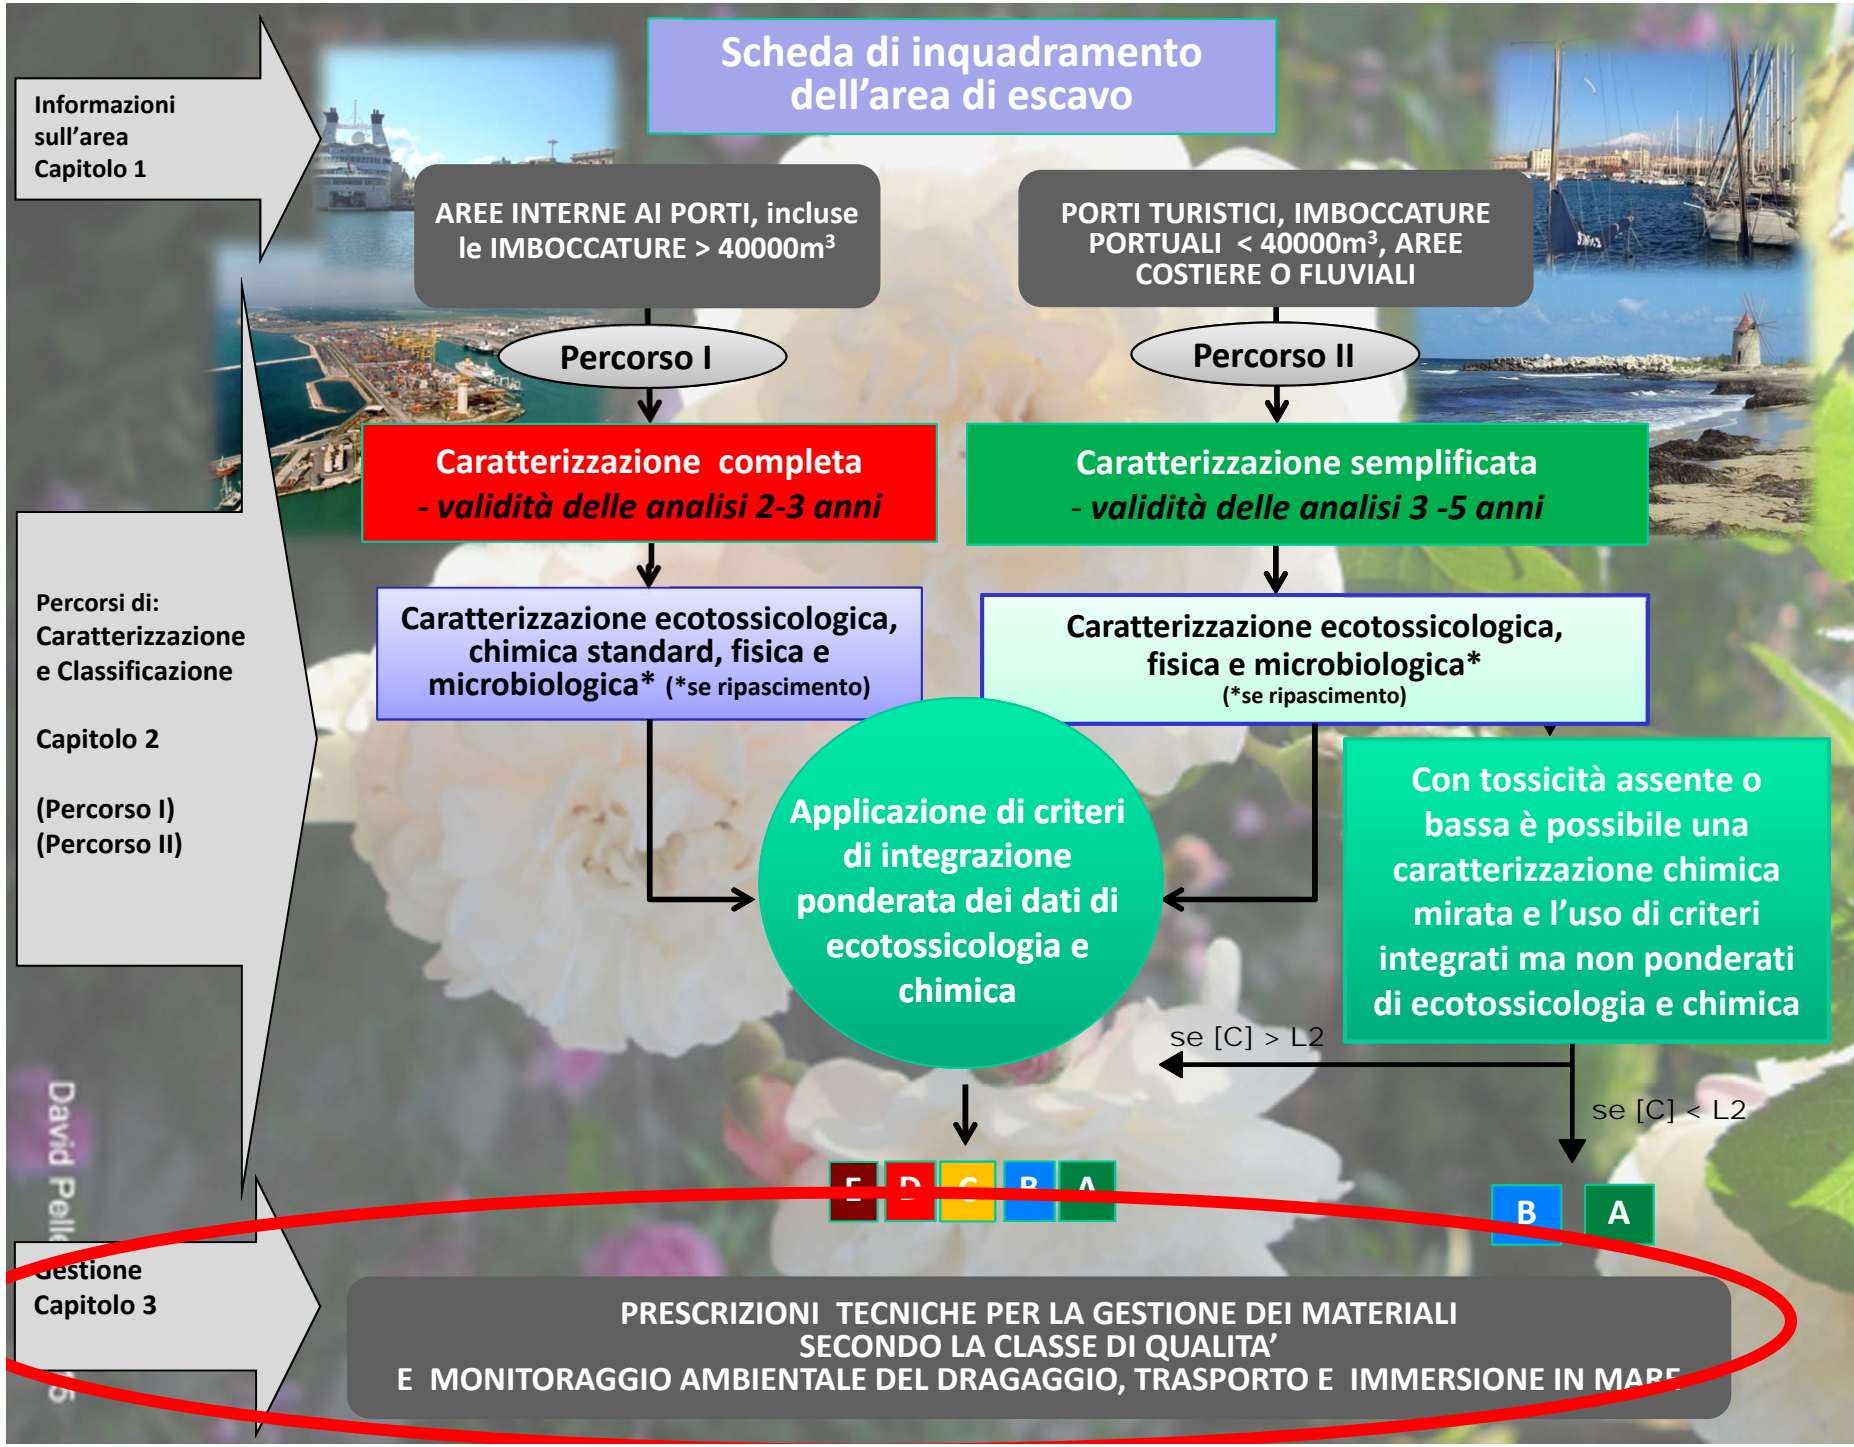 Scheda di inquadramento
dell’area di escavo
Informazioni
sull’area
Capitolo 1
AREE INTERNE AI PORTI, incluse
le IMBOCCATURE > 40000m³
PORTI TURISTICI, IMBOCCATURE
PORTUALI < 40000m³, AREE
COSTIERE O FLUVIALI
Percorso I
Percorso II
Caratterizzazione completa
- validità delle analisi 2-3 anni
Caratterizzazione semplificata
- validità delle analisi 3 -5 anni
Percorsi di:
Caratterizzazione
e Classificazione
Capitolo 2
(Percorso I)
(Percorso II)
Caratterizzazione ecotossicologica,
chimica standard, fisica e
microbiologica* (*se ripascimento)
Caratterizzazione ecotossicologica,
fisica e microbiologica*
(*se ripascimento)
Applicazione di criteri
di integrazione
ponderata dei dati di
ecotossicologia e
chimica
Con tossicità assente o
bassa è possibile una
caratterizzazione chimica
mirata e l’uso di criteri
integrati ma non ponderati
di ecotossicologia e chimica
se [C] > L2
se [C] < L2
E D C B A
B A
David
Gestione
Capitolo 3
PRESCRIZIONI TECNICHE PER LA GESTIONE DEI MATERIALI
SECONDO LA CLASSE DI QUALITA’
E MONITORAGGIO AMBIENTALE DEL DRAGAGGIO, TRASPORTO E IMMERSIONE IN MARE